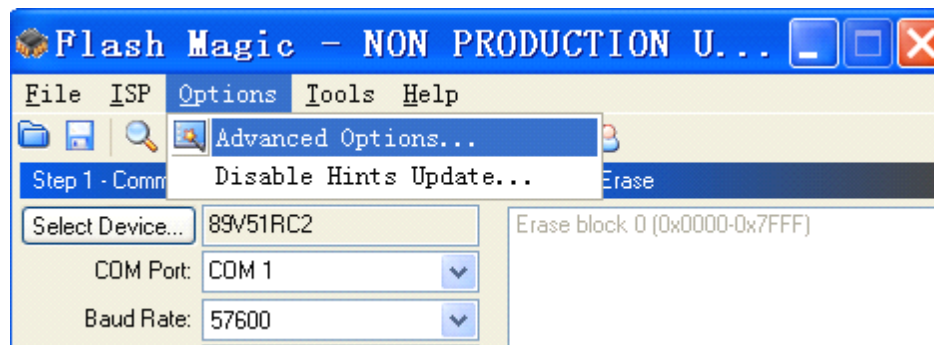 Flash Magic - NON PRODUCTION U...
File ISP Options Tools Help
Advanced Options...
Disable Hints Update...
Step 1 - Comm
Erase
Select Device... 89V51RC2
Erase block 0 (0x0000-0x7FFF)
COM Port: COM 1
Baud Rate: 57600